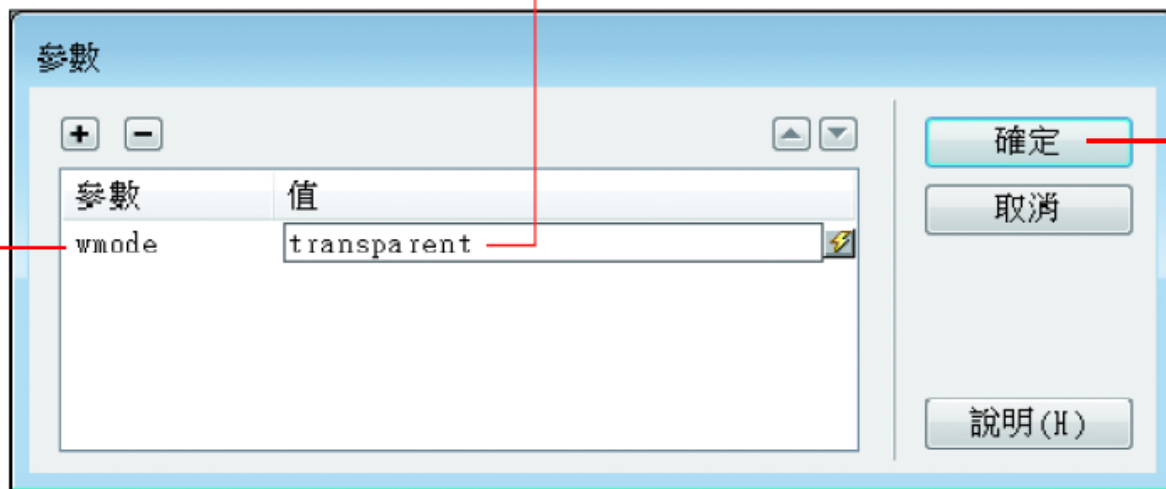 參數
參數 值
wmode transparent
確定
取消
說明(H)